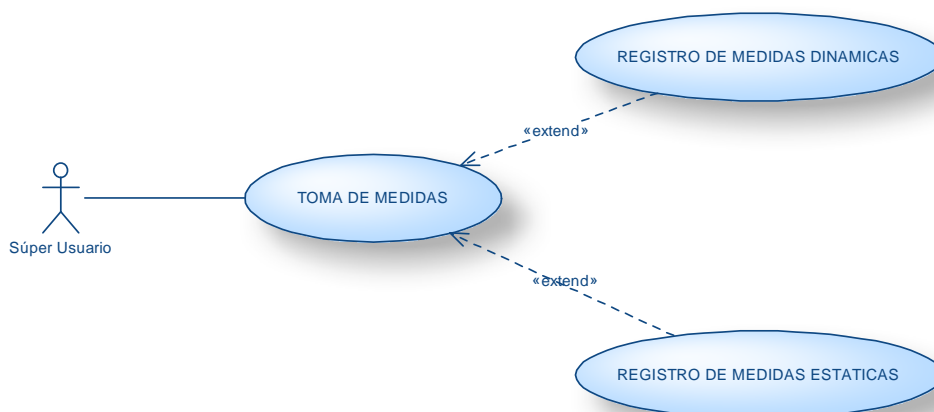 REGISTRO DE MEDIDAS DINAMICAS
«extend»
TOMA DE MEDIDAS
Súper Usuario
«extend»
REGISTRO DE MEDIDAS ESTATICAS